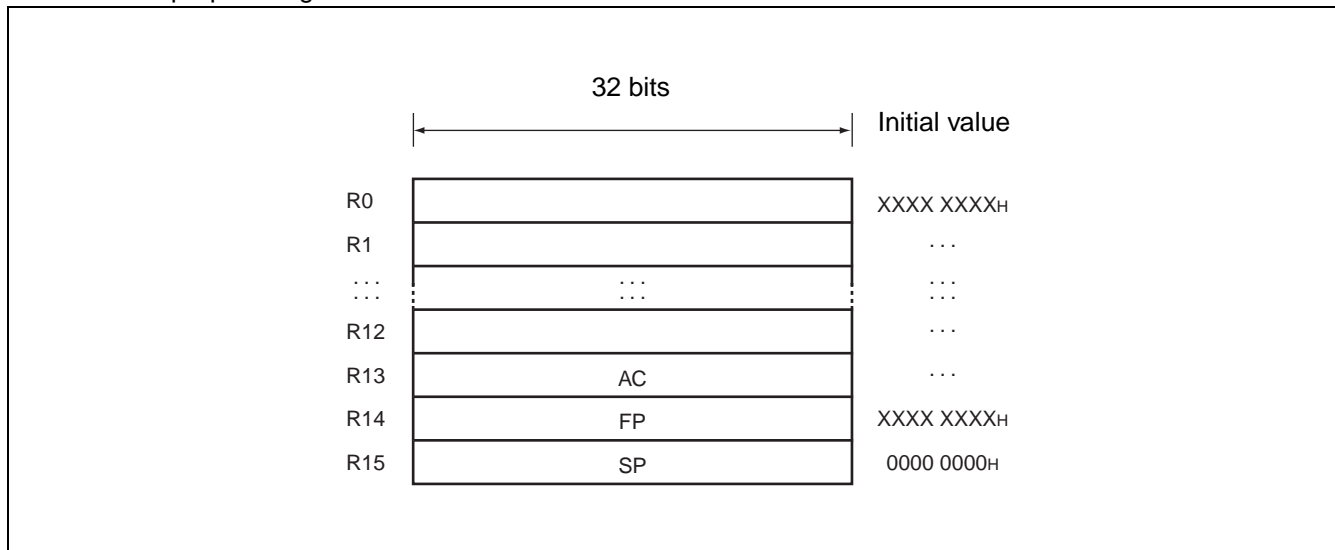 32 bits
Initial value
R0 XXXX XXXXH
R1 ...
... ... ...
... ... ...
R12 ...
R13 AC ...
R14 FP XXXX XXXXH
R15 SP 0000 0000H